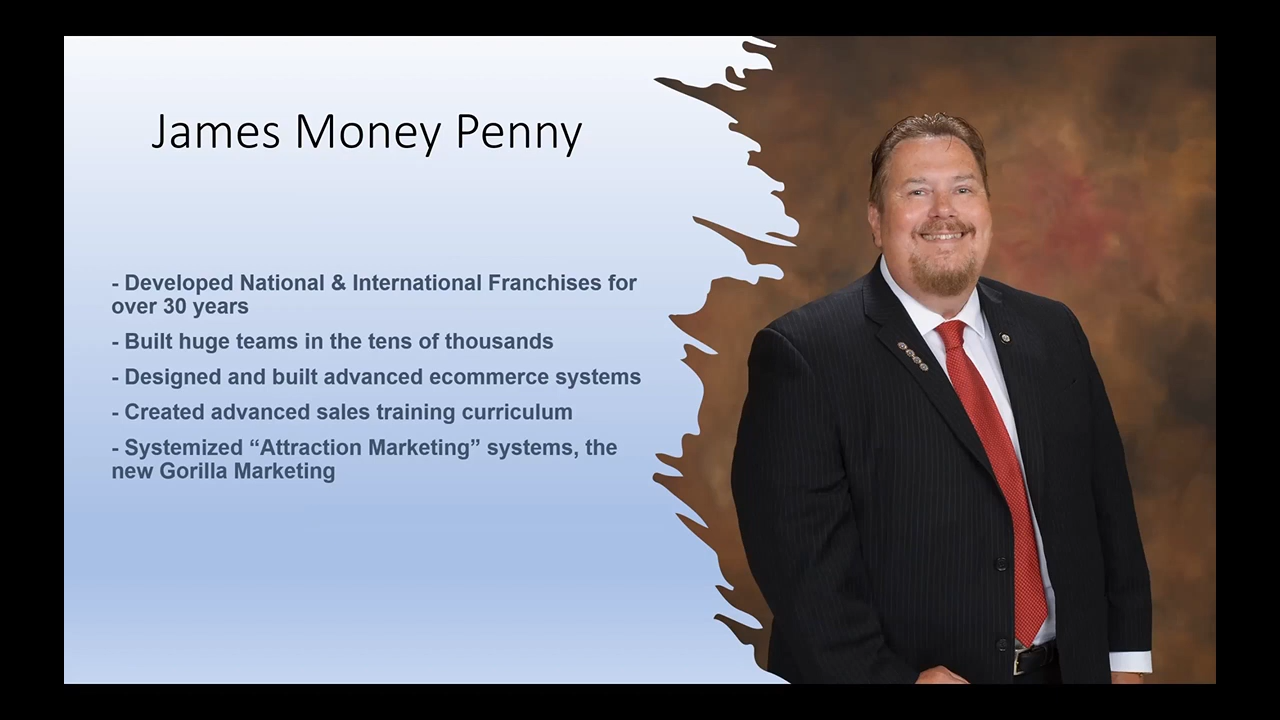 James Money Penny
- Developed National & International Franchises for
over 30 years
- Built huge teams in the tens of thousands
- Designed and built advanced ecommerce systems
- Created advanced sales training curriculum
- Systemized “Attraction Marketing” systems, the
new Gorilla Marketing